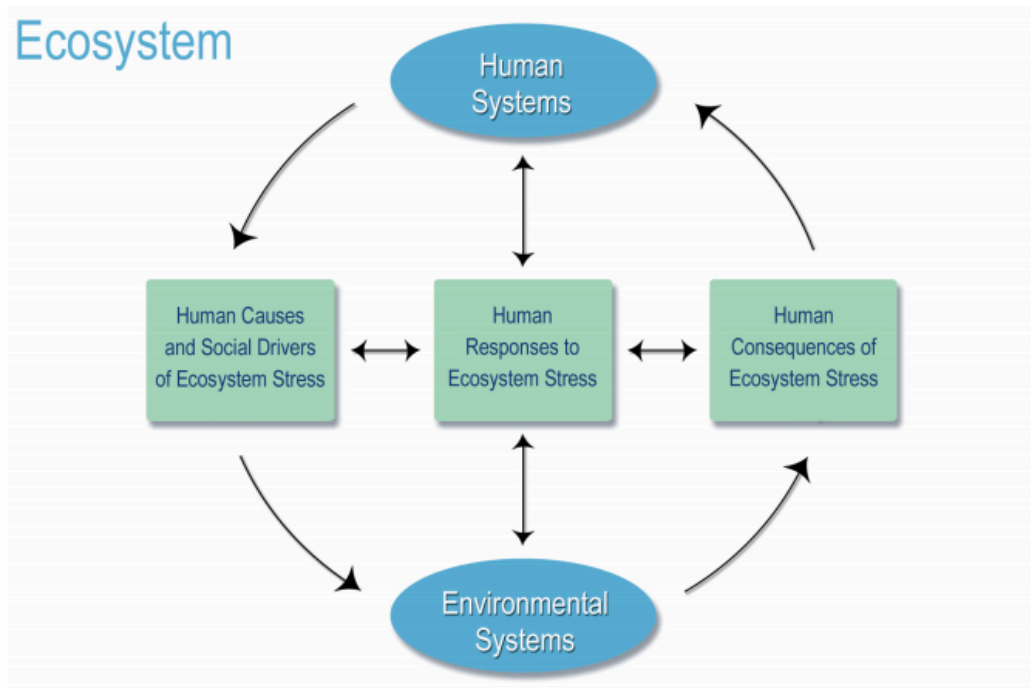 Ecosystem
Human
Systems
Human Causes
and Social Drivers
of Ecosystem Stress
Human
Responses to
Ecosystem Stress
Human
Consequences of
Ecosystem Stress
Environmental
Systems